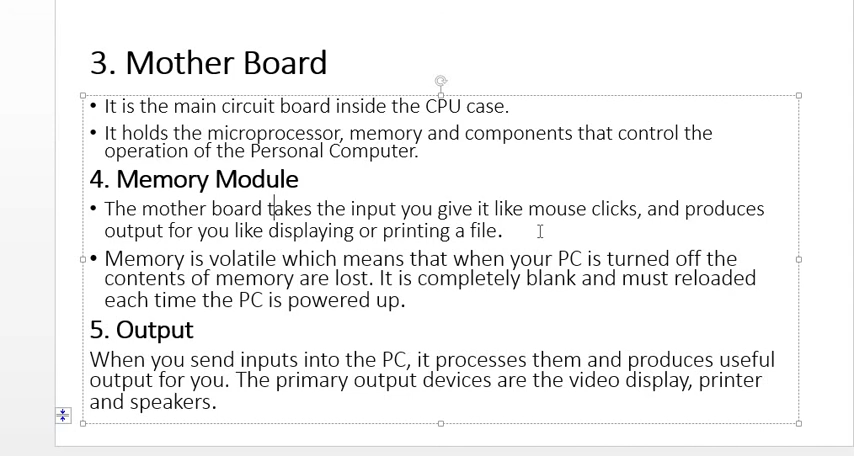 3. Mother Board
• It is the main circuit board inside the CPU case.
• It holds the microprocessor, memory and components that control the
operation of the Personal Computer.
4. Memory Module
• The mother board takes the input you give it like mouse clicks, and produces
output for you like displaying or printing a file.
• Memory is volatile which means that when your PC is turned off the
contents of memory are lost. It is completely blank and must reloaded
each time the PC is powered up.
5. Output
When you send inputs into the PC, it processes them and produces useful
output for you. The primary output devices are the video display, printer
and speakers.